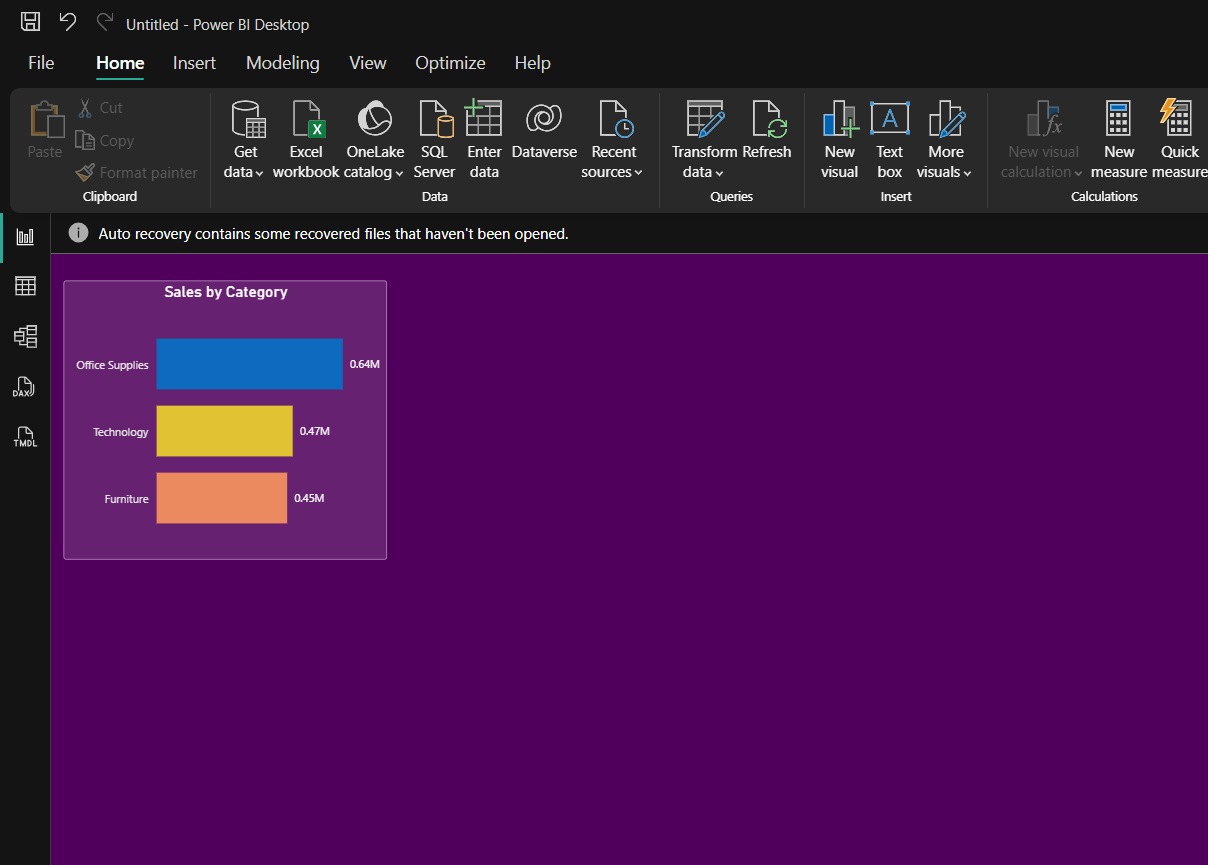 Untitled - Power BI Desktop
File Home Insert Modeling View Optimize Help
Paste
Cut
Copy
Format painter
Clipboard
Get data
Excel workbook
OneLake catalog
SQL Server
Enter data
Dataverse
Recent sources
Data
Transform data
Refresh
Queries
New visual
Text box
More visuals
Insert
New visual calculation
New measure
Quick measure
Calculations
Auto recovery contains some recovered files that haven't been opened.
DAX
TMDL
Sales by Category
Office Supplies 0.64M
Technology 0.47M
Furniture 0.45M